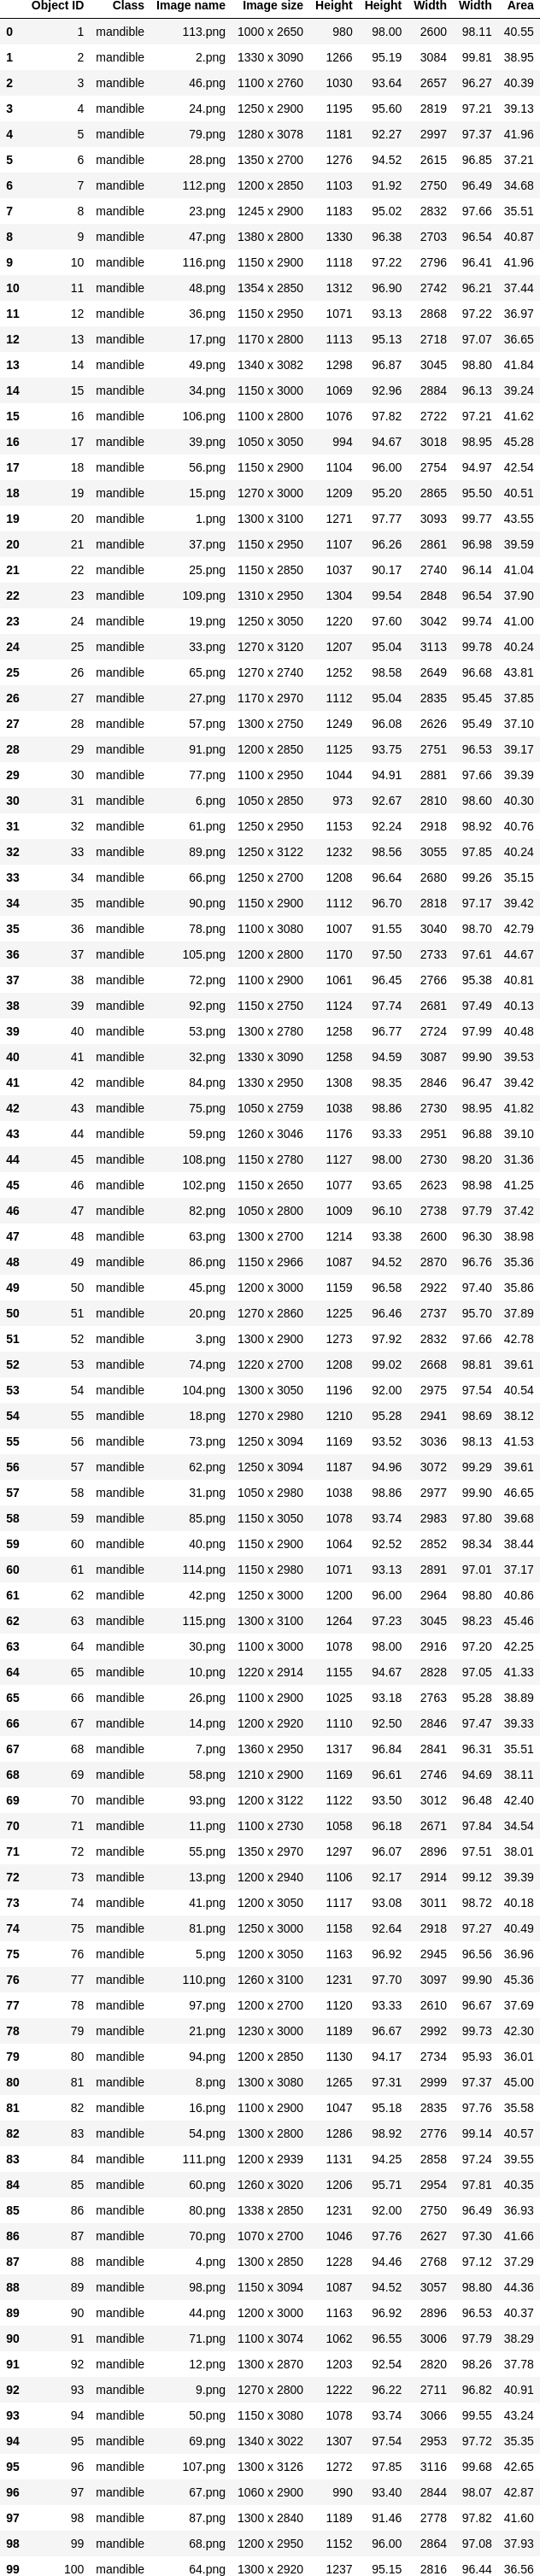 Object ID Class Image name Image size Height Height Width Width Area
0 1 mandible 113.png 1000 x 2650 980 98.00 2600 98.11 40.55
1 2 mandible 2.png 1330 x 3090 1266 95.19 3084 99.81 38.95
2 3 mandible 46.png 1100 x 2760 1030 93.64 2657 96.27 40.39
3 4 mandible 24.png 1250 x 2900 1195 95.60 2819 97.21 39.13
4 5 mandible 79.png 1280 x 3078 1181 92.27 2997 97.37 41.96
5 6 mandible 28.png 1350 x 2700 1276 94.52 2615 96.85 37.21
6 7 mandible 112.png 1200 x 2850 1103 91.92 2750 96.49 34.68
7 8 mandible 23.png 1245 x 2900 1183 95.02 2832 97.66 35.51
8 9 mandible 47.png 1380 x 2800 1330 96.38 2703 96.54 40.87
9 10 mandible 116.png 1150 x 2900 1118 97.22 2796 96.41 41.96
10 11 mandible 48.png 1354 x 2850 1312 96.90 2742 96.21 37.44
11 12 mandible 36.png 1150 x 2950 1071 93.13 2868 97.22 36.97
12 13 mandible 17.png 1170 x 2800 1113 95.13 2718 97.07 36.65
13 14 mandible 49.png 1340 x 3082 1298 96.87 3045 98.80 41.84
14 15 mandible 34.png 1150 x 3000 1069 92.96 2884 96.13 39.24
15 16 mandible 106.png 1100 x 2800 1076 97.82 2722 97.21 41.62
16 17 mandible 39.png 1050 x 3050 994 94.67 3018 98.95 45.28
17 18 mandible 56.png 1150 x 2900 1104 96.00 2754 94.97 42.54
18 19 mandible 15.png 1270 x 3000 1209 95.20 2865 95.50 40.51
19 20 mandible 1.png 1300 x 3100 1271 97.77 3093 99.77 43.55
20 21 mandible 37.png 1150 x 2950 1107 96.26 2861 96.98 39.59
21 22 mandible 25.png 1150 x 2850 1037 90.17 2740 96.14 41.04
22 23 mandible 109.png 1310 x 2950 1304 99.54 2848 96.54 37.90
23 24 mandible 19.png 1250 x 3050 1220 97.60 3042 99.74 41.00
24 25 mandible 33.png 1270 x 3120 1207 95.04 3113 99.78 40.24
25 26 mandible 65.png 1270 x 2740 1252 98.58 2649 96.68 43.81
26 27 mandible 27.png 1170 x 2970 1112 95.04 2835 95.45 37.85
27 28 mandible 57.png 1300 x 2750 1249 96.08 2626 95.49 37.10
28 29 mandible 91.png 1200 x 2850 1125 93.75 2751 96.53 39.17
29 30 mandible 77.png 1100 x 2950 1044 94.91 2881 97.66 39.39
30 31 mandible 6.png 1050 x 2850 973 92.67 2810 98.60 40.30
31 32 mandible 61.png 1250 x 2950 1153 92.24 2918 98.92 40.76
32 33 mandible 89.png 1250 x 3122 1232 98.56 3055 97.85 40.24
33 34 mandible 66.png 1250 x 2700 1208 96.64 2680 99.26 35.15
34 35 mandible 90.png 1150 x 2900 1112 96.70 2818 97.17 39.42
35 36 mandible 78.png 1100 x 3080 1007 91.55 3040 98.70 42.79
36 37 mandible 105.png 1200 x 2800 1170 97.50 2733 97.61 44.67
37 38 mandible 72.png 1100 x 2900 1061 96.45 2766 95.38 40.81
38 39 mandible 92.png 1150 x 2750 1124 97.74 2681 97.49 40.13
39 40 mandible 53.png 1300 x 2780 1258 96.77 2724 97.99 40.48
40 41 mandible 32.png 1330 x 3090 1258 94.59 3087 99.90 39.53
41 42 mandible 84.png 1330 x 2950 1308 98.35 2846 96.47 39.42
42 43 mandible 75.png 1050 x 2759 1038 98.86 2730 98.95 41.82
43 44 mandible 59.png 1260 x 3046 1176 93.33 2951 96.88 39.10
44 45 mandible 108.png 1150 x 2780 1127 98.00 2730 98.20 31.36
45 46 mandible 102.png 1150 x 2650 1077 93.65 2623 98.98 41.25
46 47 mandible 82.png 1050 x 2800 1009 96.10 2738 97.79 37.42
47 48 mandible 63.png 1300 x 2700 1214 93.38 2600 96.30 38.98
48 49 mandible 86.png 1150 x 2966 1087 94.52 2870 96.76 35.36
49 50 mandible 45.png 1200 x 3000 1159 96.58 2922 97.40 35.86
50 51 mandible 20.png 1270 x 2860 1225 96.46 2737 95.70 37.89
51 52 mandible 3.png 1300 x 2900 1273 97.92 2832 97.66 42.78
52 53 mandible 74.png 1220 x 2700 1208 99.02 2668 98.81 39.61
53 54 mandible 104.png 1300 x 3050 1196 92.00 2975 97.54 40.54
54 55 mandible 18.png 1270 x 2980 1210 95.28 2941 98.69 38.12
55 56 mandible 73.png 1250 x 3094 1169 93.52 3036 98.13 41.53
56 57 mandible 62.png 1250 x 3094 1187 94.96 3072 99.29 39.61
57 58 mandible 31.png 1050 x 2980 1038 98.86 2977 99.90 46.65
58 59 mandible 85.png 1150 x 3050 1078 93.74 2983 97.80 39.68
59 60 mandible 40.png 1150 x 2900 1064 92.52 2852 98.34 38.44
60 61 mandible 114.png 1150 x 2980 1071 93.13 2891 97.01 37.17
61 62 mandible 42.png 1250 x 3000 1200 96.00 2964 98.80 40.86
62 63 mandible 115.png 1300 x 3100 1264 97.23 3045 98.23 45.46
63 64 mandible 30.png 1100 x 3000 1078 98.00 2916 97.20 42.25
64 65 mandible 10.png 1220 x 2914 1155 94.67 2828 97.05 41.33
65 66 mandible 26.png 1100 x 2900 1025 93.18 2763 95.28 38.89
66 67 mandible 14.png 1200 x 2920 1110 92.50 2846 97.47 39.33
67 68 mandible 7.png 1360 x 2950 1317 96.84 2841 96.31 35.51
68 69 mandible 58.png 1210 x 2900 1169 96.61 2746 94.69 38.11
69 70 mandible 93.png 1200 x 3122 1122 93.50 3012 96.48 42.40
70 71 mandible 11.png 1100 x 2730 1058 96.18 2671 97.84 34.54
71 72 mandible 55.png 1350 x 2970 1297 96.07 2896 97.51 38.01
72 73 mandible 13.png 1200 x 2940 1106 92.17 2914 99.12 39.39
73 74 mandible 41.png 1200 x 3050 1117 93.08 3011 98.72 40.18
74 75 mandible 81.png 1250 x 3000 1158 92.64 2918 97.27 40.49
75 76 mandible 5.png 1200 x 3050 1163 96.92 2945 96.56 36.96
76 77 mandible 110.png 1260 x 3100 1231 97.70 3097 99.90 45.36
77 78 mandible 97.png 1200 x 2700 1120 93.33 2610 96.67 37.69
78 79 mandible 21.png 1230 x 3000 1189 96.67 2992 99.73 42.30
79 80 mandible 94.png 1200 x 2850 1130 94.17 2734 95.93 36.01
80 81 mandible 8.png 1300 x 3080 1265 97.31 2999 97.37 45.00
81 82 mandible 16.png 1100 x 2900 1047 95.18 2835 97.76 35.58
82 83 mandible 54.png 1300 x 2800 1286 98.92 2776 99.14 40.57
83 84 mandible 111.png 1200 x 2939 1131 94.25 2858 97.24 39.55
84 85 mandible 60.png 1260 x 3020 1206 95.71 2954 97.81 40.35
85 86 mandible 80.png 1338 x 2850 1231 92.00 2750 96.49 36.93
86 87 mandible 70.png 1070 x 2700 1046 97.76 2627 97.30 41.66
87 88 mandible 4.png 1300 x 2850 1228 94.46 2768 97.12 37.29
88 89 mandible 98.png 1150 x 3094 1087 94.52 3057 98.80 44.36
89 90 mandible 44.png 1200 x 3000 1163 96.92 2896 96.53 40.37
90 91 mandible 71.png 1100 x 3074 1062 96.55 3006 97.79 38.29
91 92 mandible 12.png 1300 x 2870 1203 92.54 2820 98.26 37.78
92 93 mandible 9.png 1270 x 2800 1222 96.22 2711 96.82 40.91
93 94 mandible 50.png 1150 x 3080 1078 93.74 3066 99.55 43.24
94 95 mandible 69.png 1340 x 3022 1307 97.54 2953 97.72 35.35
95 96 mandible 107.png 1300 x 3126 1272 97.85 3116 99.68 42.65
96 97 mandible 67.png 1060 x 2900 990 93.40 2844 98.07 42.87
97 98 mandible 87.png 1300 x 2840 1189 91.46 2778 97.82 41.60
98 99 mandible 68.png 1200 x 2950 1152 96.00 2864 97.08 37.93
99 100 mandible 64.png 1300 x 2920 1237 95.15 2816 96.44 36.56